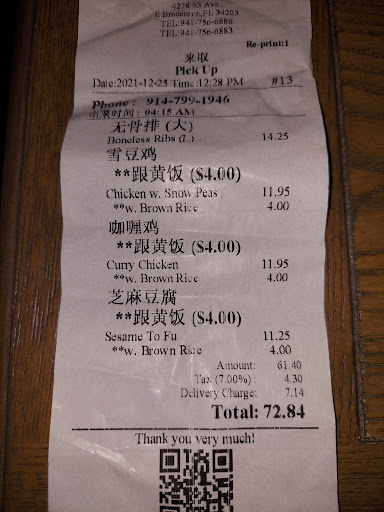 4278 53 Ave.,
E Bradenton,FL 34203
TEL:941-756-6886
TEL:941-756-6883
Re-print:1
来取
Pick Up
Date:2021-12-25 Time:12:28 PM #13
Phone : 914-799-1946
出菜时间: 04:15 AM
无骨排 (大)
Boneless Ribs (L) 14.25
雪豆鸡
**跟黄饭 ($4.00)
Chicken w. Snow Peas 11.95
**w. Brown Rice 4.00
咖喱鸡
**跟黄饭 ($4.00)
Curry Chicken 11.95
**w. Brown Rice 4.00
芝麻豆腐
**跟黄饭 ($4.00)
Sesame To Fu 11.25
**w. Brown Rice 4.00
Amount: 61.40
Tax (7.00%) : 4.30
Delivery Charge: 7.14
Total: 72.84
Thank you very much!